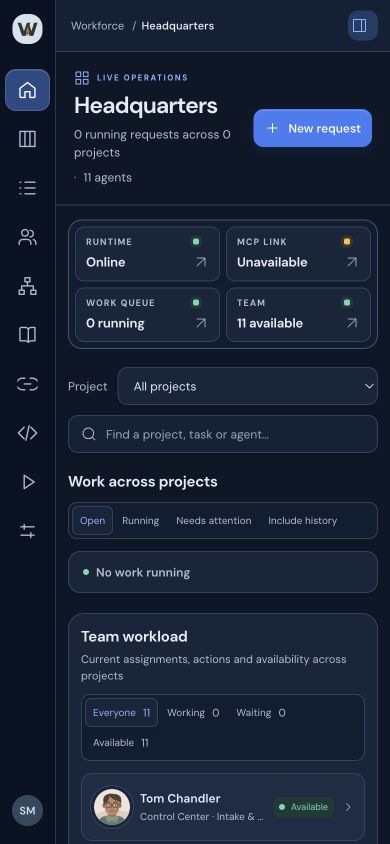 W
Workforce / Headquarters
LIVE OPERATIONS
Headquarters
0 running requests across 0
projects
· 11 agents
New request
RUNTIME
Online
MCP LINK
Unavailable
WORK QUEUE
0 running
TEAM
11 available
Project
All projects
Find a project, task or agent...
Work across projects
Open Running Needs attention Include history
No work running
Team workload
Current assignments, actions and availability across
projects
Everyone 11 Working 0 Waiting 0
Available 11
Tom Chandler
Control Center · Intake & ...
Available
SM